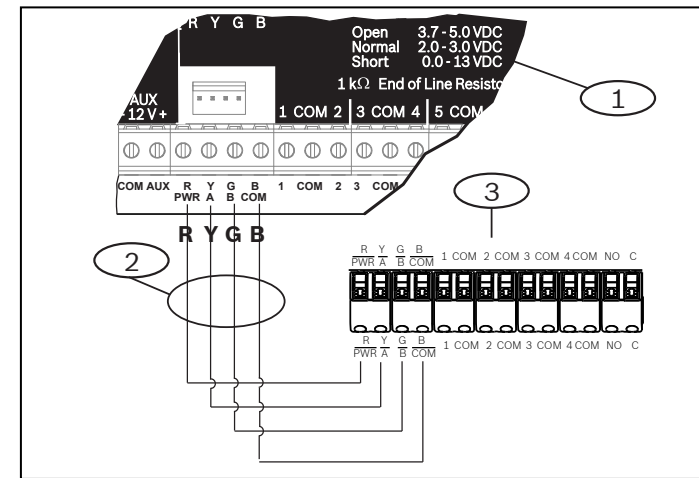 R Y G B
Open 3.7 - 5.0 VDC
Normal 2.0 - 3.0 VDC
Short 0.0 - 13 VDC
1 kΩ End of Line
AUX
- 12 V +
1 COM 2 3 COM 4 5 COM
1
COM AUX R Y G B 1 COM 2 3 COM
PWR A B COM
3
R Y G B
2
R Y G B
PWR A B COM 1 COM 2 COM 3 COM 4 COM NO C
R Y G B
PWR A B COM 1 COM 2 COM 3 COM 4 COM NO C